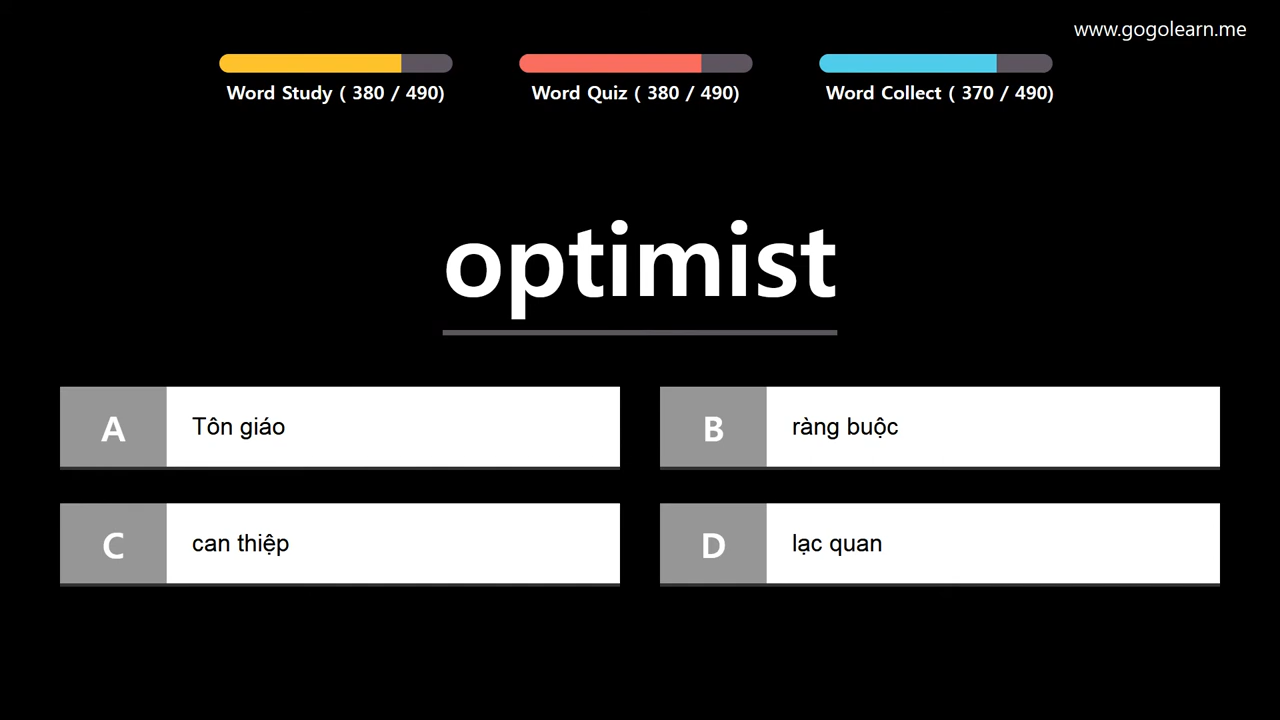 www.gogolearn.me
Word Study ( 380 / 490)
Word Quiz ( 380 / 490)
Word Collect ( 370 / 490)
optimist
A Tôn giáo
B ràng buộc
C can thiệp
D lạc quan